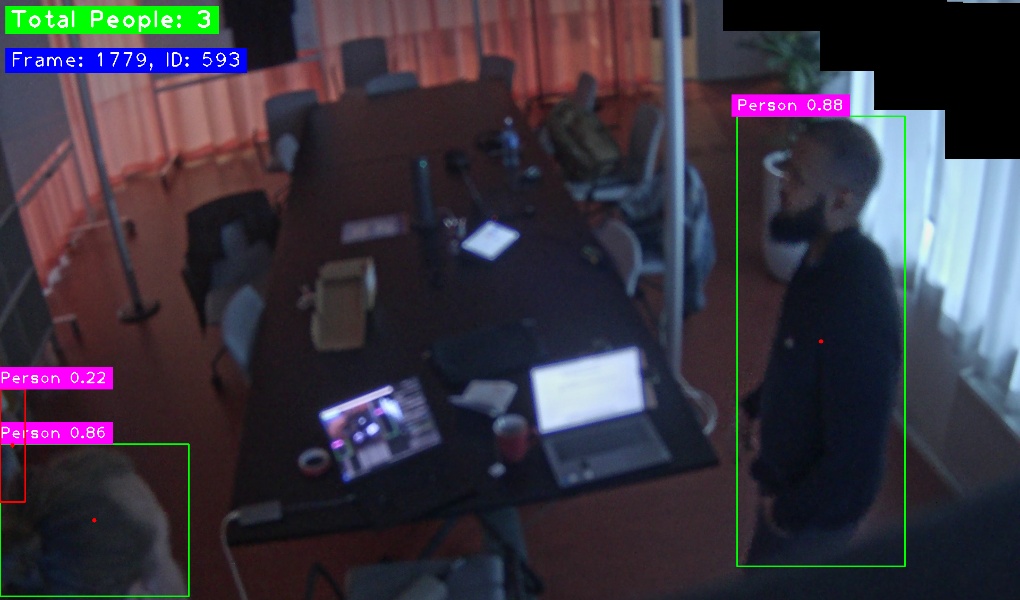 Total People: 3
Frame: 1779, ID: 593
Person 0.88
Person 0.22
Person 0.86